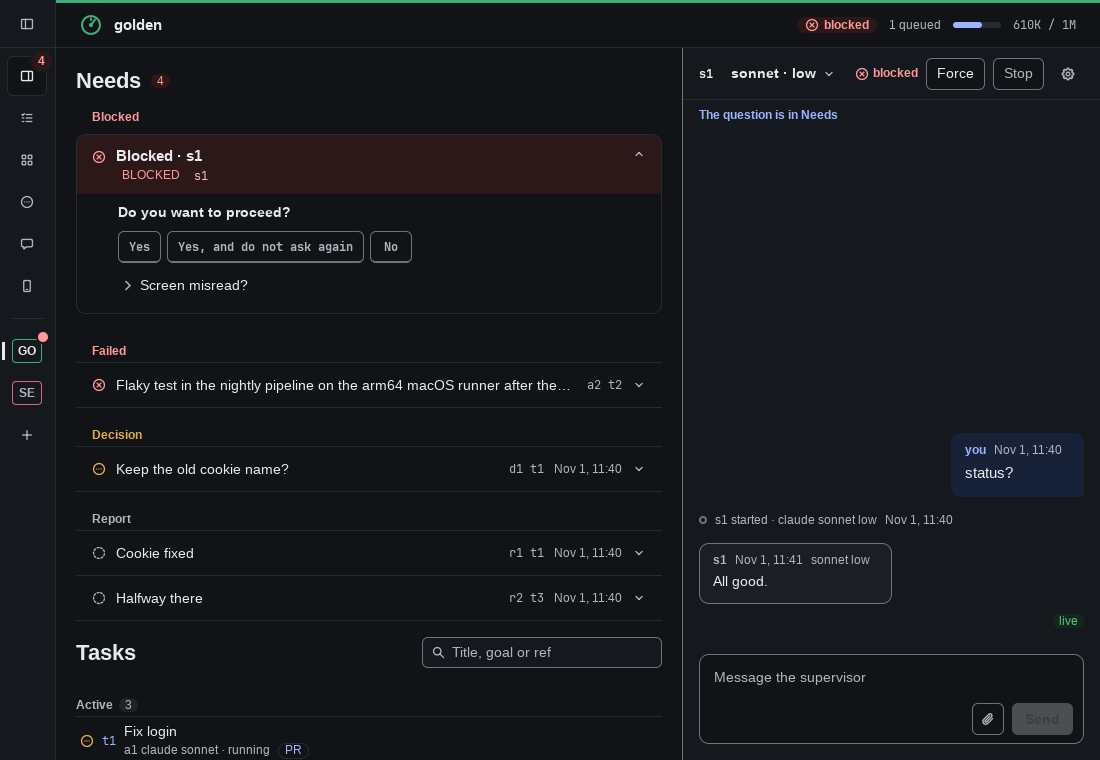 golden
blocked
1 queued
610K / 1M
4
GO
SE
Needs 4
Blocked
Blocked · s1
BLOCKED s1
Do you want to proceed?
Yes
Yes, and do not ask again
No
Screen misread?
Failed
Flaky test in the nightly pipeline on the arm64 macOS runner after the… a2 t2
Decision
Keep the old cookie name? d1 t1 Nov 1, 11:40
Report
Cookie fixed r1 t1 Nov 1, 11:40
Halfway there r2 t3 Nov 1, 11:40
Tasks
Title, goal or ref
Active 3
t1 Fix login
a1 claude sonnet · running PR
s1 sonnet · low blocked Force Stop
The question is in Needs
you Nov 1, 11:40
status?
s1 started · claude sonnet low Nov 1, 11:40
s1 Nov 1, 11:41 sonnet low
All good.
live
Message the supervisor
Send